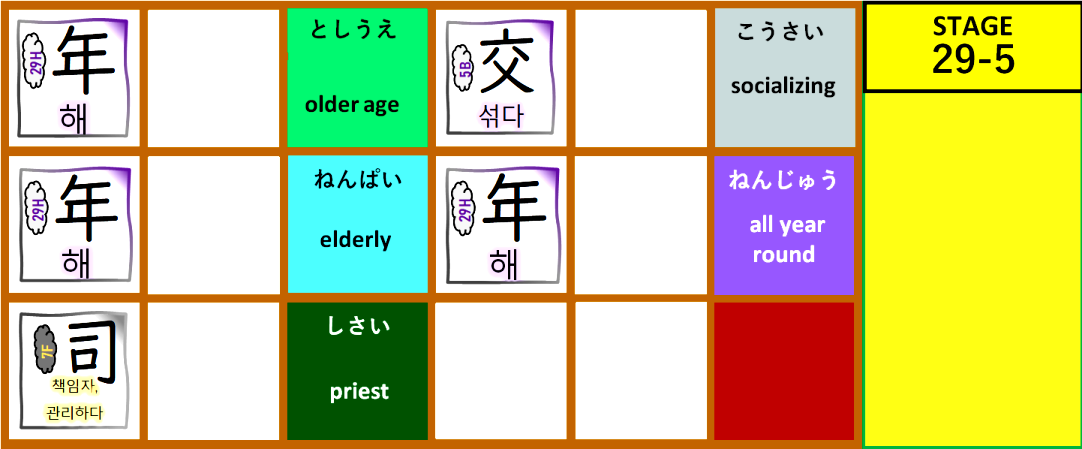 29H
年
해
としうえ
older age
5B
交
섞다
こうさい
socializing
STAGE
29-5
29H
年
해
ねんぱい
elderly
29H
年
해
ねんじゅう
all year
round
7F
司
책임자,
관리하다
しさい
priest